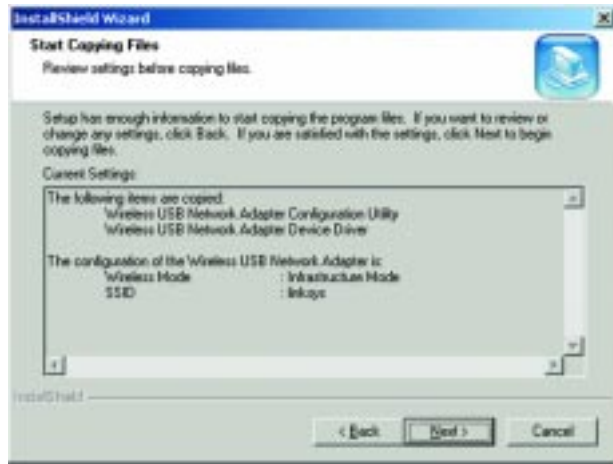 InstallShield Wizard
Start Copying Files
Review settings before copying files.
Setup has enough information to start copying the program files. If you want to review or
change any settings, click Back. If you are satisfied with the settings, click Next to begin
copying files.
Current Settings:
The following items are copied:
Wireless USB Network Adapter Configuration Utility
Wireless USB Network Adapter Device Driver
The configuration of the Wireless USB Network Adapter is:
Wireless Mode : Infrastructure Mode
SSID : linksys
InstallShield
< Back Next > Cancel